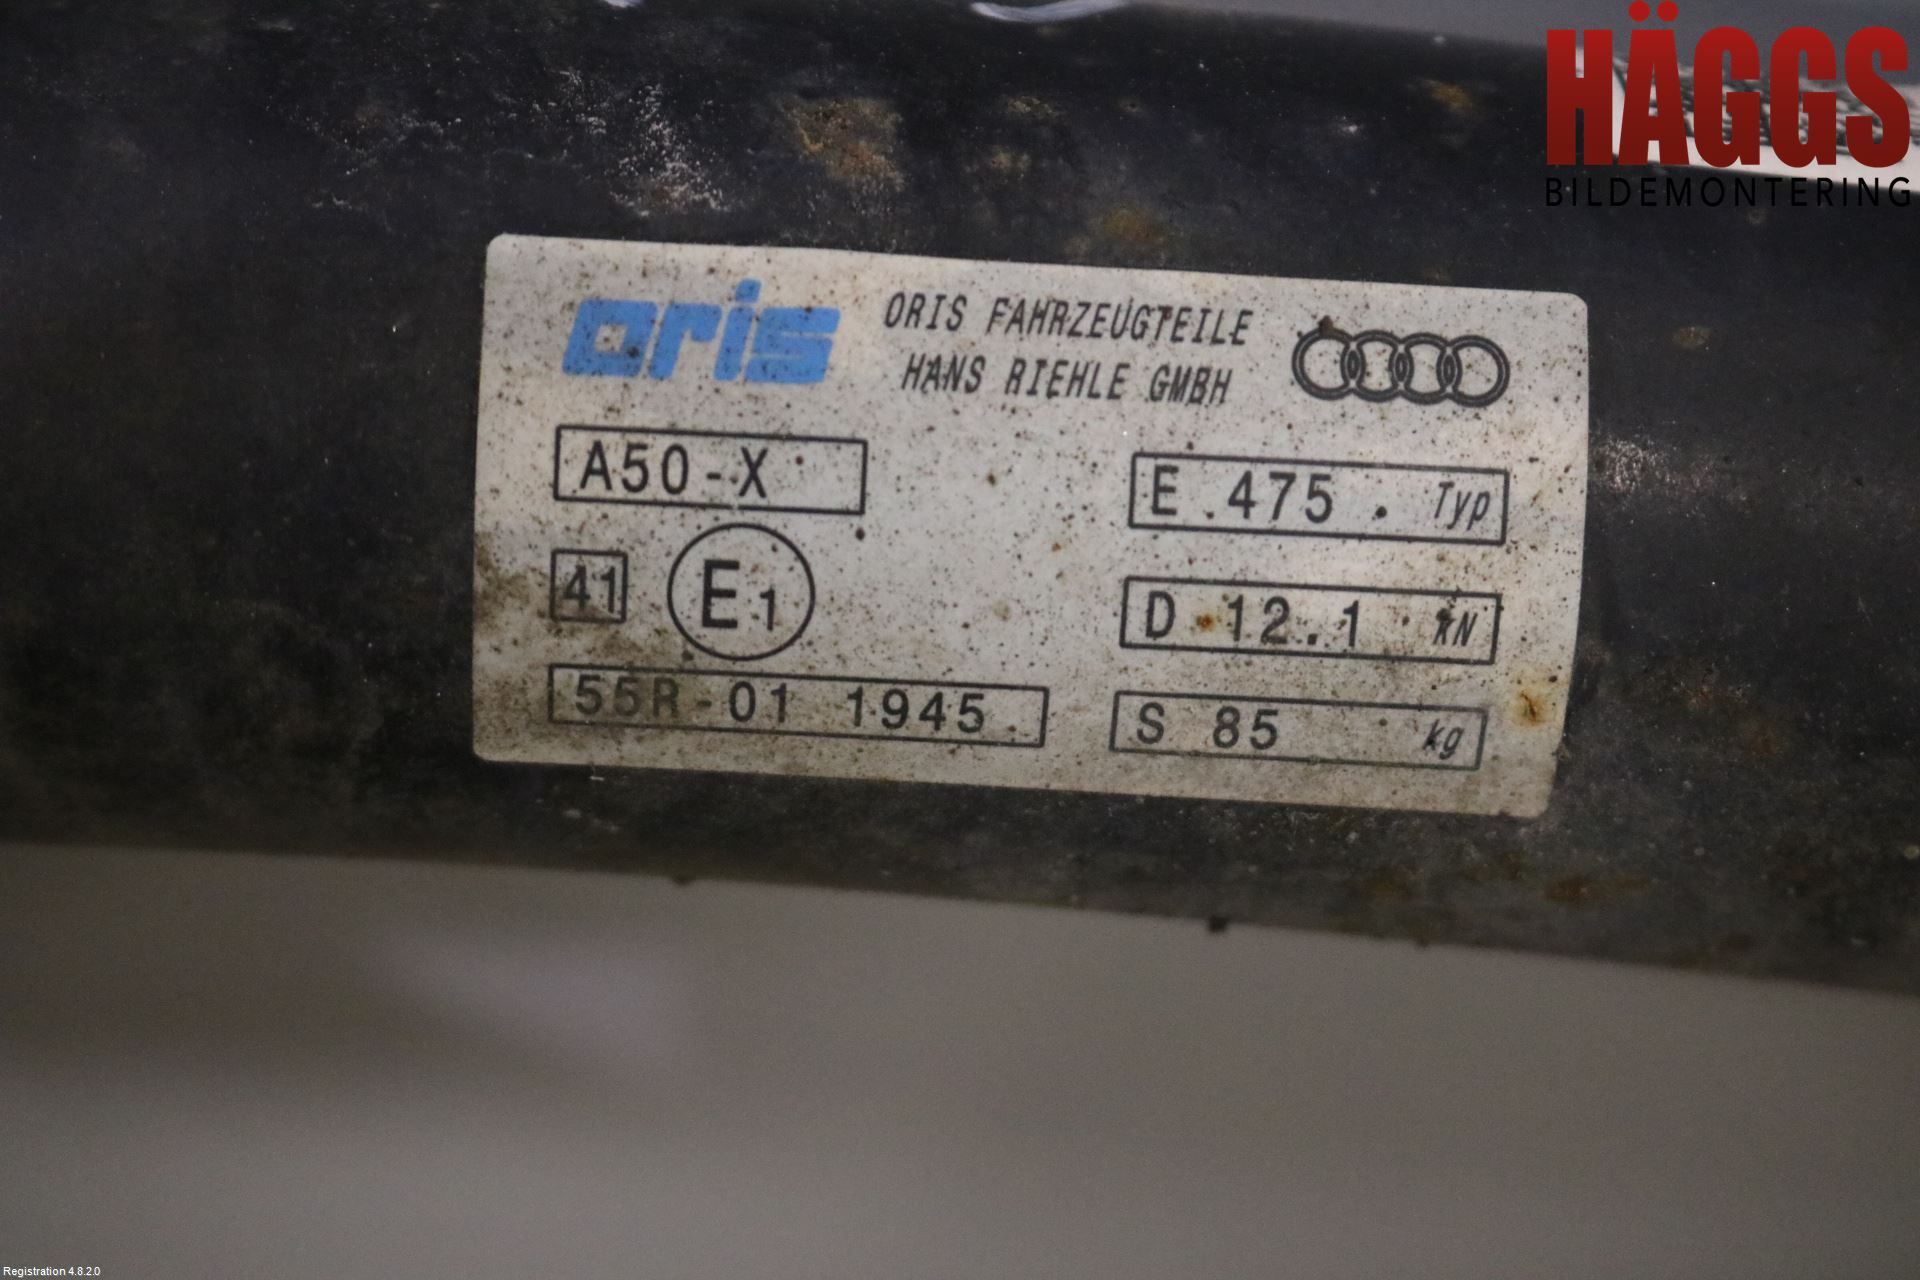 HÄGGS
BILDEMONTERING
oris
ORIS FAHRZEUGTEILE
HANS RIEHLE GMBH
A50-X
E .475. Typ
41
E1
D 12.1 kN
55R-01 1945
S 85 kg
Registration 4.8.2.0